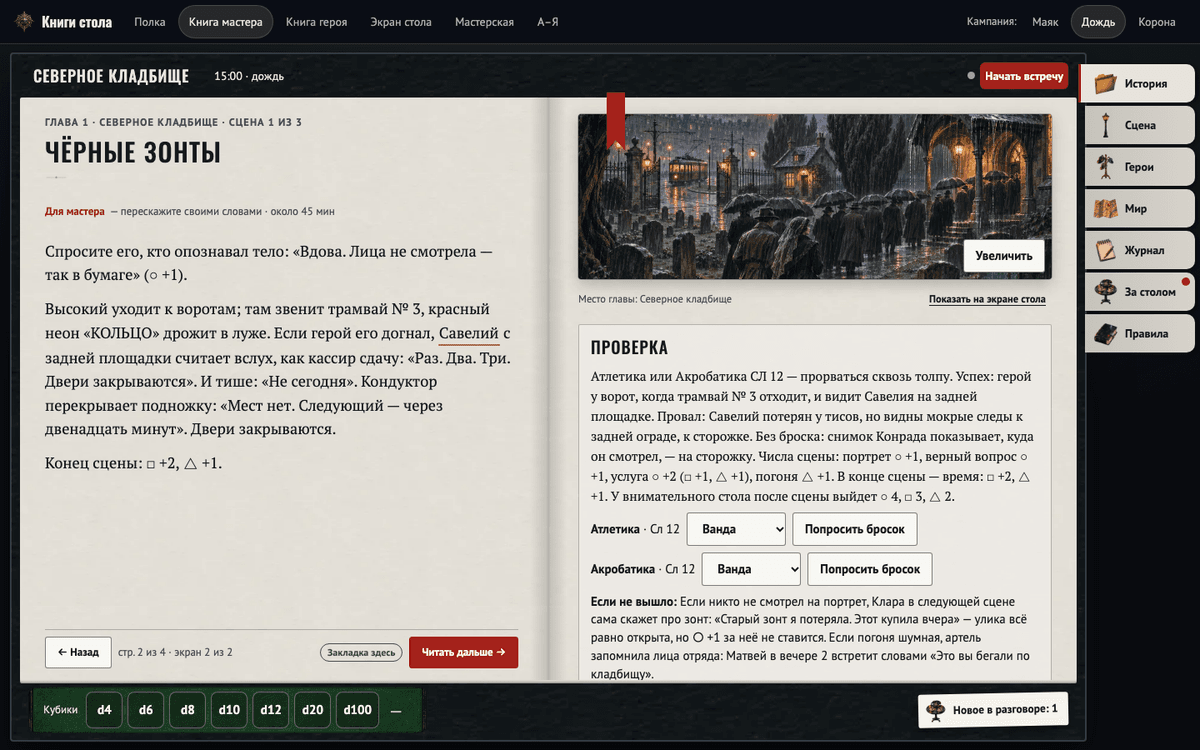 Книги стола
Полка
Книга мастера
Книга героя
Экран стола
Мастерская
А–Я
Кампания:
Маяк
Дождь
Корона
СЕВЕРНОЕ КЛАДБИЩЕ
15:00 · дождь
Начать встречу
ГЛАВА 1 · СЕВЕРНОЕ КЛАДБИЩЕ · СЦЕНА 1 ИЗ 3
ЧЁРНЫЕ ЗОНТЫ
Для мастера — перескажите своими словами · около 45 мин
Спросите его, кто опознавал тело: «Вдова. Лица не смотрела —
так в бумаге» (○ +1).
Высокий уходит к воротам; там звенит трамвай № 3, красный
неон «КОЛЬЦО» дрожит в луже. Если герой его догнал, Савелий с
задней площадки считает вслух, как кассир сдачу: «Раз. Два. Три.
Двери закрываются». И тише: «Не сегодня». Кондуктор
перекрывает подножку: «Мест нет. Следующий — через
двенадцать минут». Двери закрываются.
Конец сцены: □ +2, △ +1.
← Назад
стр. 2 из 4 · экран 2 из 2
Закладка здесь
Читать дальше →
Увеличить
Место главы: Северное кладбище
Показать на экране стола
ПРОВЕРКА
Атлетика или Акробатика СЛ 12 — прорваться сквозь толпу. Успех: герой
у ворот, когда трамвай № 3 отходит, и видит Савелия на задней
площадке. Провал: Савелий потерян у тисов, но видны мокрые следы к
задней ограде, к сторожке. Без броска: снимок Конрада показывает, куда
он смотрел, — на сторожку. Числа сцены: портрет ○ +1, верный вопрос ○
+1, услуга ○ +2 (□ +1, △ +1), погоня △ +1. В конце сцены — время: □ +2, △
+1. У внимательного стола после сцены выйдет ○ 4, □ 3, △ 2.
Атлетика · Сл 12
Ванда
Попросить бросок
Акробатика · Сл 12
Ванда
Попросить бросок
Если не вышло: Если никто не смотрел на портрет, Клара в следующей сцене
сама скажет про зонт: «Старый зонт я потеряла. Этот купила вчера» — улика всё
равно открыта, но ○ +1 за неё не ставится. Если погоня шумная, артель
запомнила лица отряда: Матвей в вечере 2 встретит словами «Это вы бегали по
кладбищу».
История
Сцена
Герои
Мир
Журнал
За столом
Правила
Кубики
d4
d6
d8
d10
d12
d20
d100
—
Новое в разговоре: 1